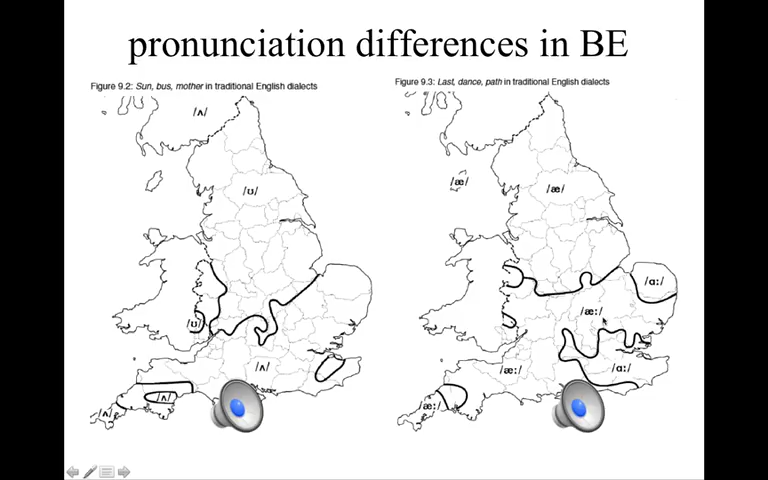 pronunciation differences in BE
Figure 9.2: Sun, bus, mother in traditional English dialects
/ʌ/
/ʊ/
/ʊ/
/ʌ/
/ʌ/
/ʌ/
Figure 9.3: Last, dance, path in traditional English dialects
/æ/
/æ/
/ɑː/
/æː/
/æː/
/ɑː/
/æː/